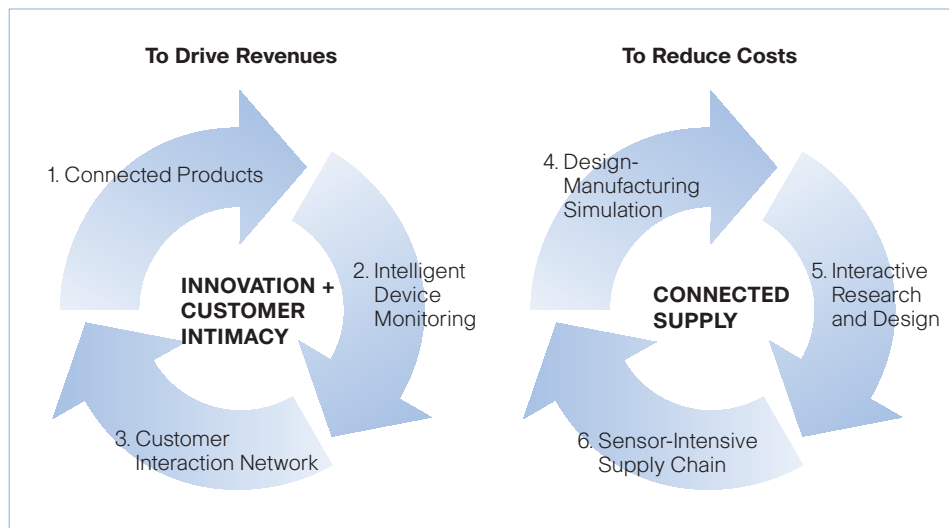 To Drive Revenues
1. Connected Products
2. Intelligent
Device
Monitoring
3. Customer
Interaction Network
INNOVATION +
CUSTOMER
INTIMACY
To Reduce Costs
4. Design-
Manufacturing
Simulation
5. Interactive
Research
and Design
6. Sensor-Intensive
Supply Chain
CONNECTED
SUPPLY